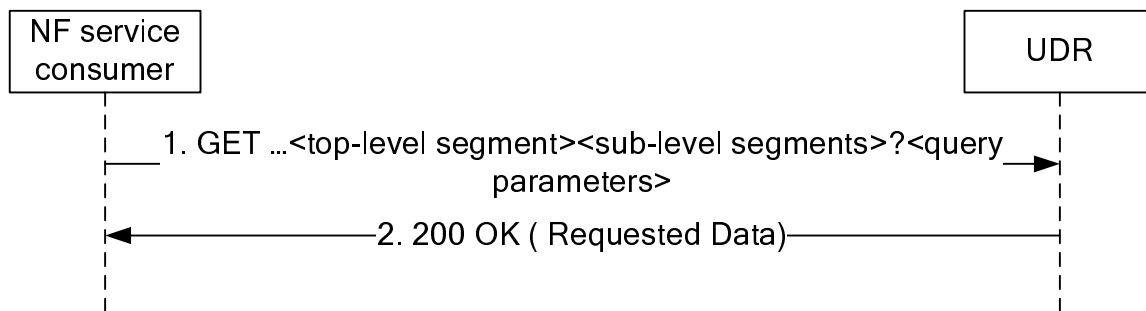 NF service
consumer
UDR
1. GET ...<top-level segment><sub-level segments>?<query
parameters>
2. 200 OK ( Requested Data)